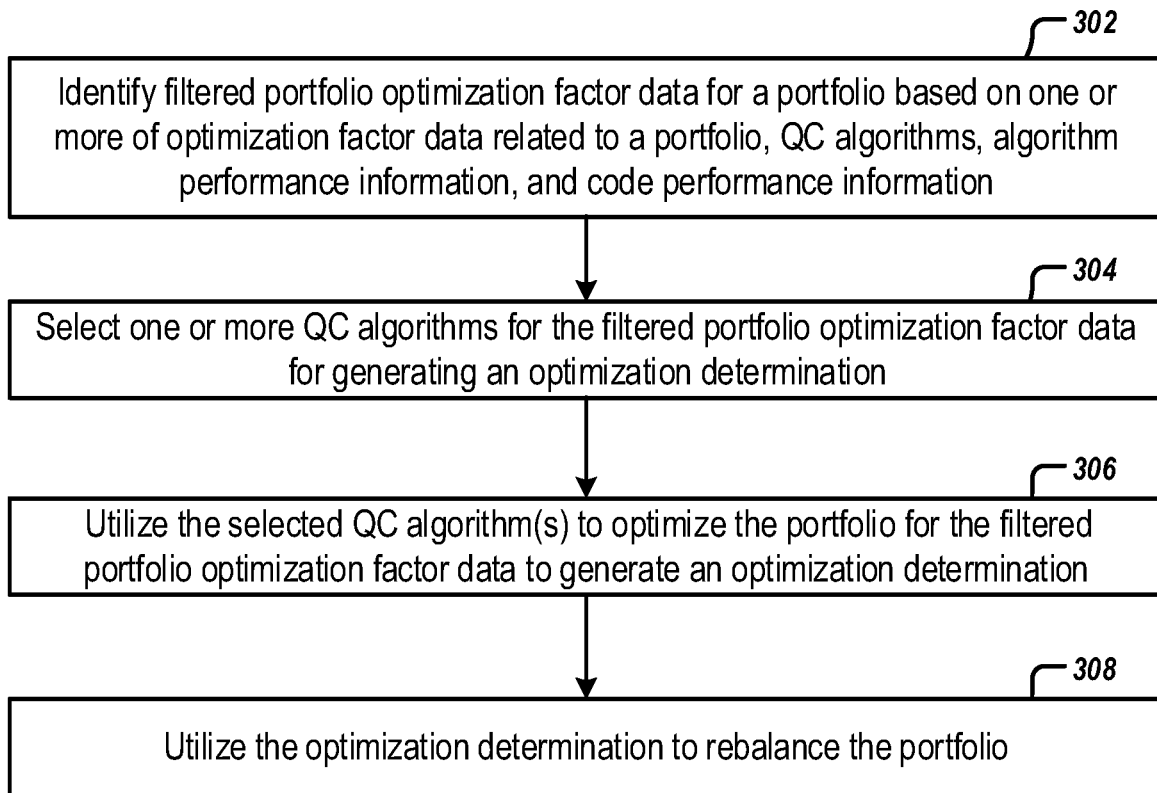 302
Identify filtered portfolio optimization factor data for a portfolio based on one or
more of optimization factor data related to a portfolio, QC algorithms, algorithm
performance information, and code performance information
304
Select one or more QC algorithms for the filtered portfolio optimization factor data
for generating an optimization determination
306
Utilize the selected QC algorithm(s) to optimize the portfolio for the filtered
portfolio optimization factor data to generate an optimization determination
308
Utilize the optimization determination to rebalance the portfolio